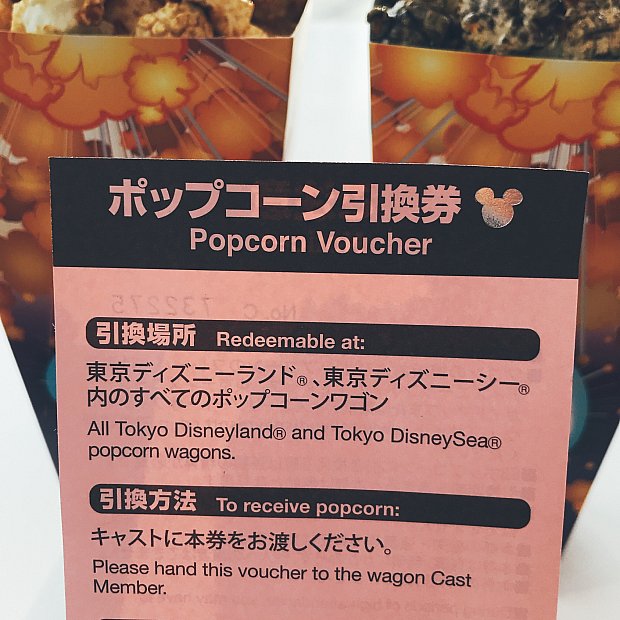 ポップコーン引換券
Popcorn Voucher
引換場所 Redeemable at:
東京ディズニーランド®、東京ディズニーシー®
内のすべてのポップコーンワゴン
All Tokyo Disneyland® and Tokyo DisneySea®
popcorn wagons.
引換方法 To receive popcorn:
キャストに本券をお渡しください。
Please hand this voucher to the wagon Cast
Member.